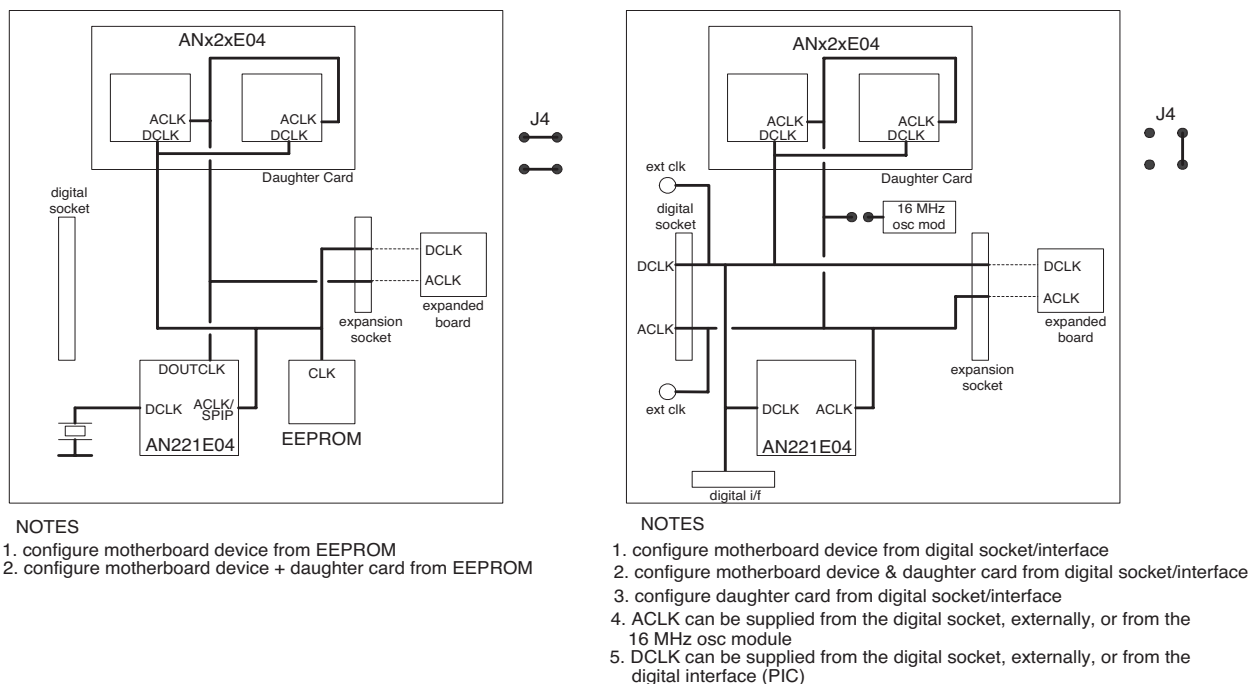 ANx2xE04
ACLK
DCLK
ACLK
DCLK
Daughter Card
J4
digital
socket
DCLK
ACLK
expanded
board
expansion
socket
DOUTCLK
DCLK
ACLK/
SPIP
AN221E04
CLK
EEPROM
NOTES
1. configure motherboard device from EEPROM
2. configure motherboard device + daughter card from EEPROM
ANx2xE04
ACLK
DCLK
ACLK
DCLK
Daughter Card
J4
ext clk
digital
socket
16 MHz
osc mod
DCLK
DCLK
ACLK
ACLK
expanded
board
expansion
socket
ext clk
DCLK
ACLK
AN221E04
digital i/f
NOTES
1. configure motherboard device from digital socket/interface
2. configure motherboard device & daughter card from digital socket/interface
3. configure daughter card from digital socket/interface
4. ACLK can be supplied from the digital socket, externally, or from the
16 MHz osc module
5. DCLK can be supplied from the digital socket, externally, or from the
digital interface (PIC)